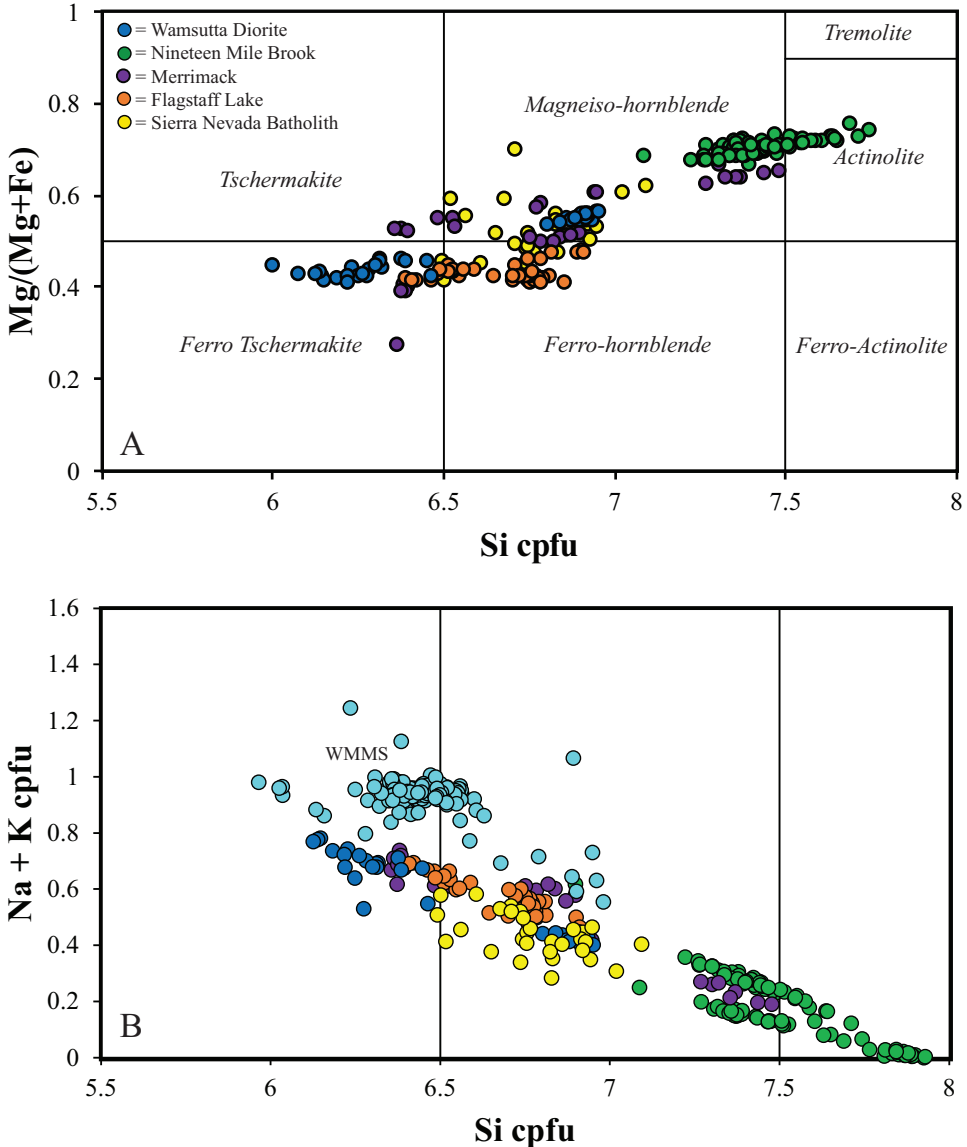 1
0.8
0.6
0.4
0.2
0
Mg/(Mg+Fe)
= Wamsutta Diorite
= Nineteen Mile Brook
= Merrimack
= Flagstaff Lake
= Sierra Nevada Batholith
Tremolite
Magneiso-hornblende
Tschermakite
Actinolite
Ferro Tschermakite
Ferro-hornblende
Ferro-Actinolite
A
5.5
6
6.5
7
7.5
8
Si cpfu
1.6
1.4
1.2
1
0.8
0.6
0.4
0.2
0
Na + K cpfu
WMMS
B
5.5
6
6.5
7
7.5
8
Si cpfu